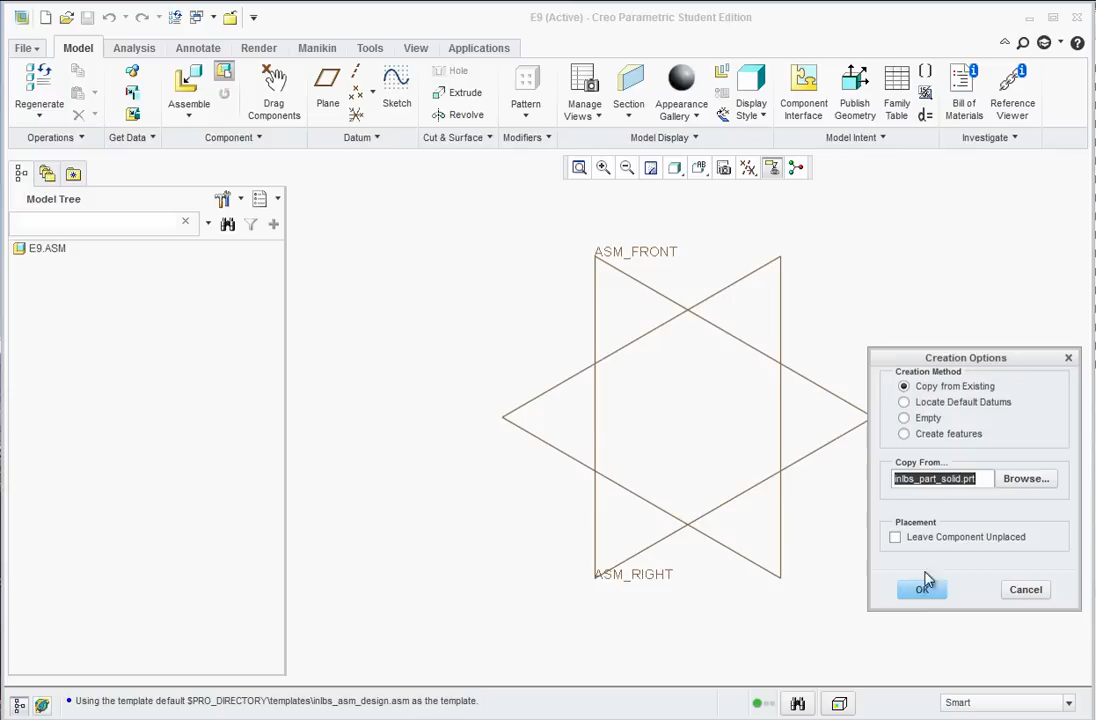 E9 (Active) - Creo Parametric Student Edition
File Model Analysis Annotate Render Manikin Tools View Applications
Regenerate
Assemble
Drag Components
Plane
Sketch
Hole
Extrude
Revolve
Pattern
Manage Views
Section
Appearance Gallery
Display Style
Component Interface
Publish Geometry
Family Table
d=
Bill of Materials
Reference Viewer
Operations Get Data Component Datum Cut & Surface Modifiers Model Display Model Intent Investigate
Model Tree
E9.ASM
ASM_FRONT
ASM_RIGHT
Creation Options
Creation Method
Copy from Existing
Locate Default Datums
Empty
Create features
Copy From...
inlbs_part_solid.prt Browse...
Placement
Leave Component Unplaced
OK Cancel
Using the template default $PRO_DIRECTORY\templates\inlbs_asm_design.asm as the template.
Smart